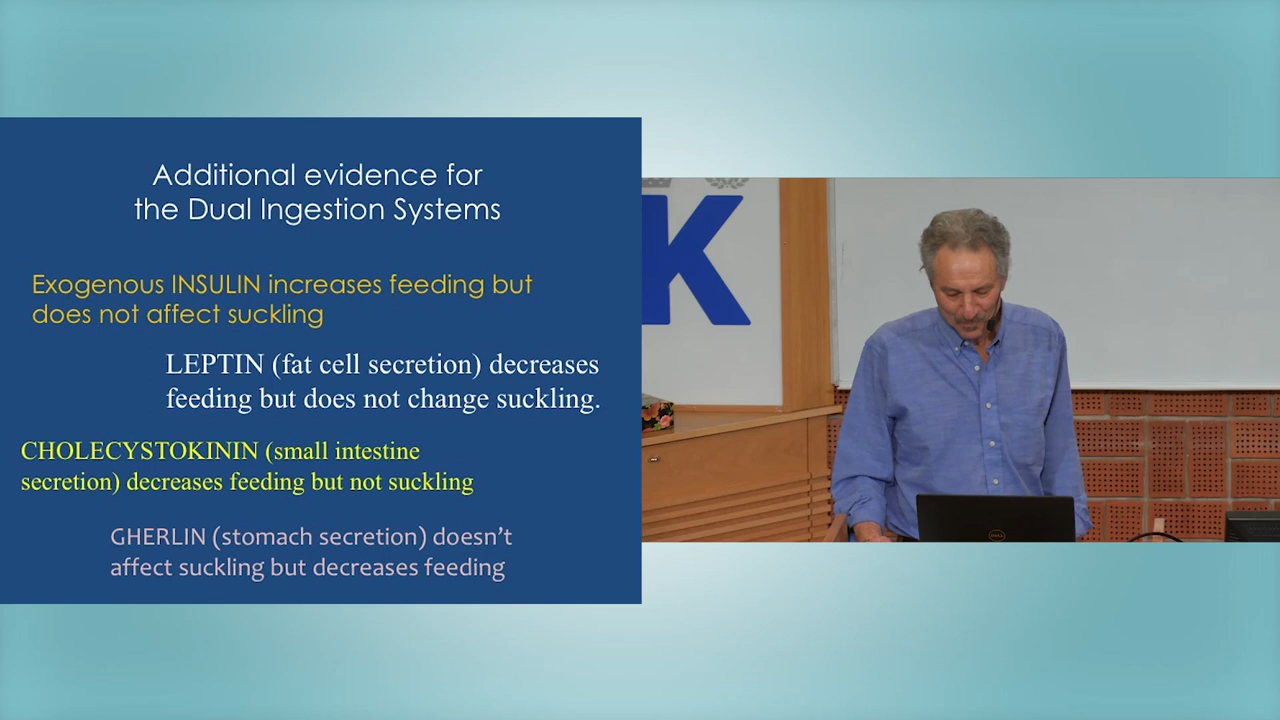 Additional evidence for
the Dual Ingestion Systems
Exogenous INSULIN increases feeding but
does not affect suckling
LEPTIN (fat cell secretion) decreases
feeding but does not change suckling.
CHOLECYSTOKININ (small intestine
secretion) decreases feeding but not suckling
GHERLIN (stomach secretion) doesn't
affect suckling but decreases feeding
K
DELL